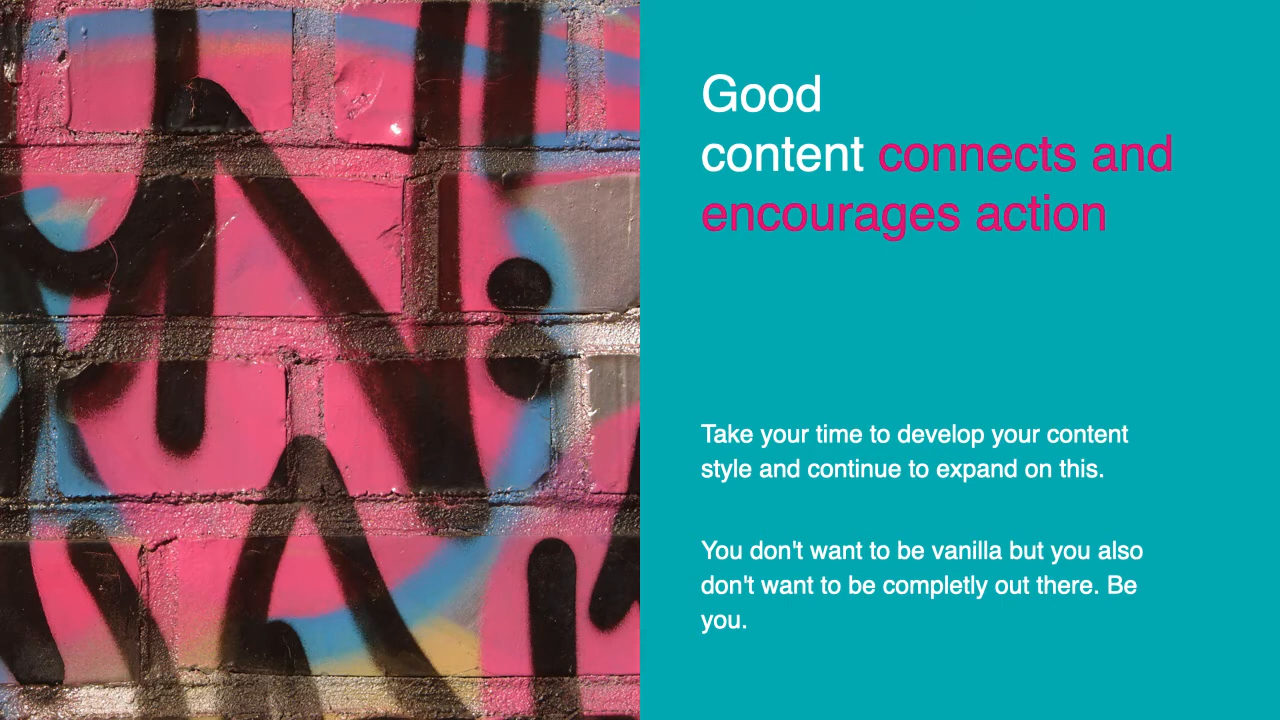 Good
content connects and
encourages action
Take your time to develop your content
style and continue to expand on this.
You don't want to be vanilla but you also
don't want to be completly out there. Be
you.